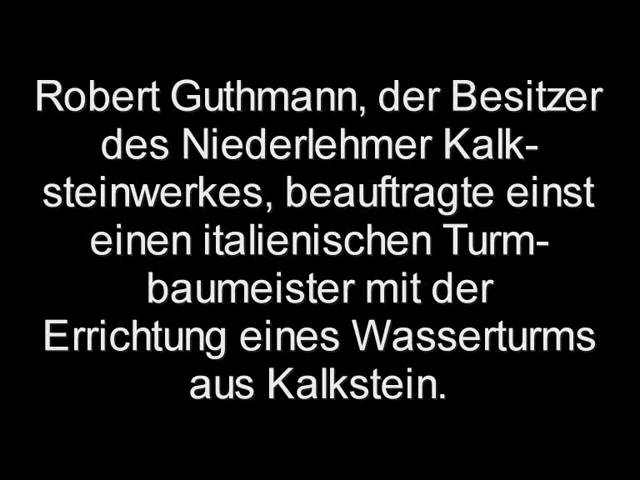 Robert Guthmann, der Besitzer
des Niederlehmer Kalk-
steinwerkes, beauftragte einst
einen italienischen Turm-
baumeister mit der
Errichtung eines Wasserturms
aus Kalkstein.